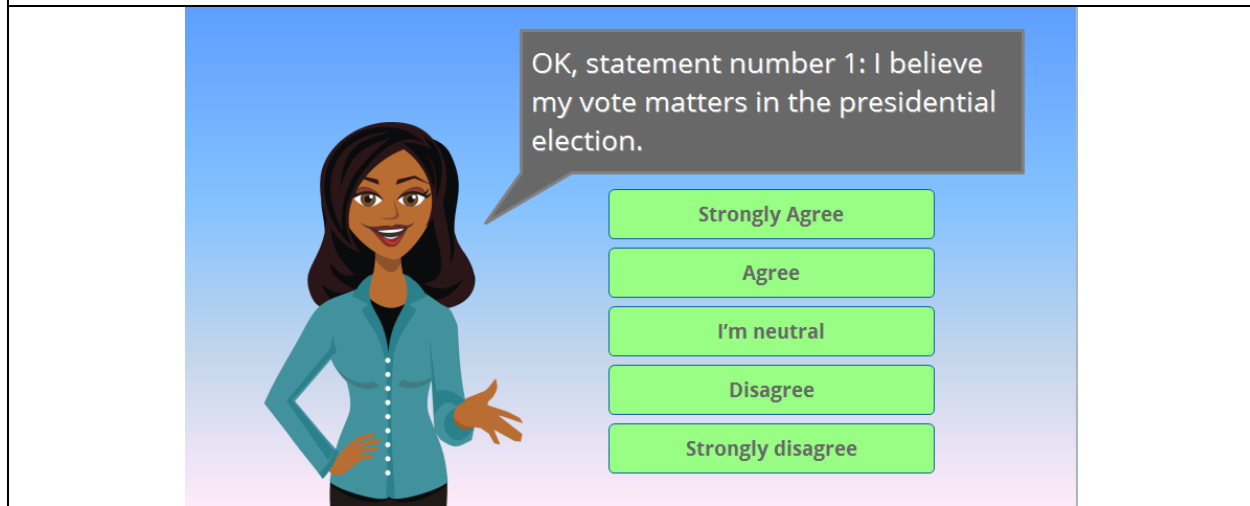 OK, statement number 1: I believe
my vote matters in the presidential
election.
Strongly Agree
Agree
I'm neutral
Disagree
Strongly disagree